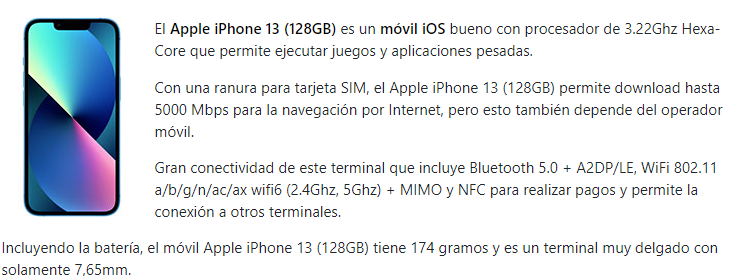 El Apple iPhone 13 (128GB) es un móvil iOS bueno con procesador de 3.22Ghz Hexa-
Core que permite ejecutar juegos y aplicaciones pesadas.
Con una ranura para tarjeta SIM, el Apple iPhone 13 (128GB) permite download hasta
5000 Mbps para la navegación por Internet, pero esto también depende del operador
móvil.
Gran conectividad de este terminal que incluye Bluetooth 5.0 + A2DP/LE, WiFi 802.11
a/b/g/n/ac/ax wifi6 (2.4Ghz, 5Ghz) + MIMO y NFC para realizar pagos y permite la
conexión a otros terminales.
Incluyendo la batería, el móvil Apple iPhone 13 (128GB) tiene 174 gramos y es un terminal muy delgado con
solamente 7,65mm.